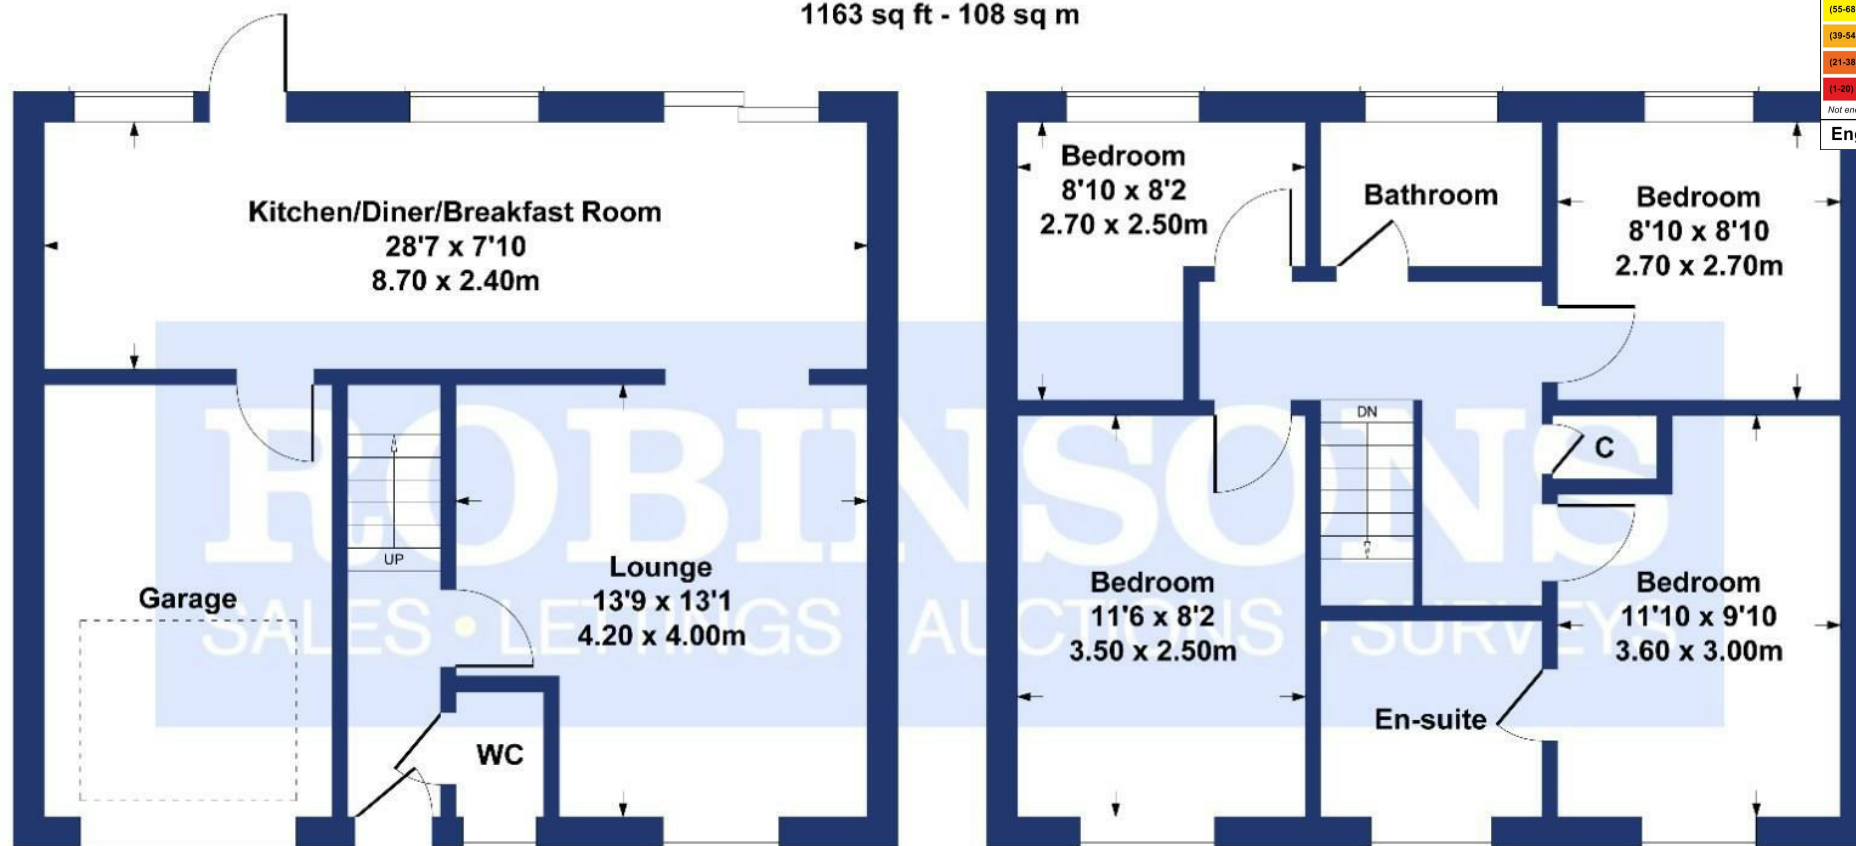 1163 sq ft - 108 sq m
(55-68
(39-54
(21-38
(1-20)
Not ene
Eng
Kitchen/Diner/Breakfast Room
28'7 x 7'10
8.70 x 2.40m
Garage
UP
Lounge
13'9 x 13'1
4.20 x 4.00m
WC
Bedroom
8'10 x 8'2
2.70 x 2.50m
Bathroom
Bedroom
8'10 x 8'10
2.70 x 2.70m
DN
C
Bedroom
11'6 x 8'2
3.50 x 2.50m
En-suite
Bedroom
11'10 x 9'10
3.60 x 3.00m
ROBINSONS
SALES • LETTINGS • AUCTIONS • SURVEYS